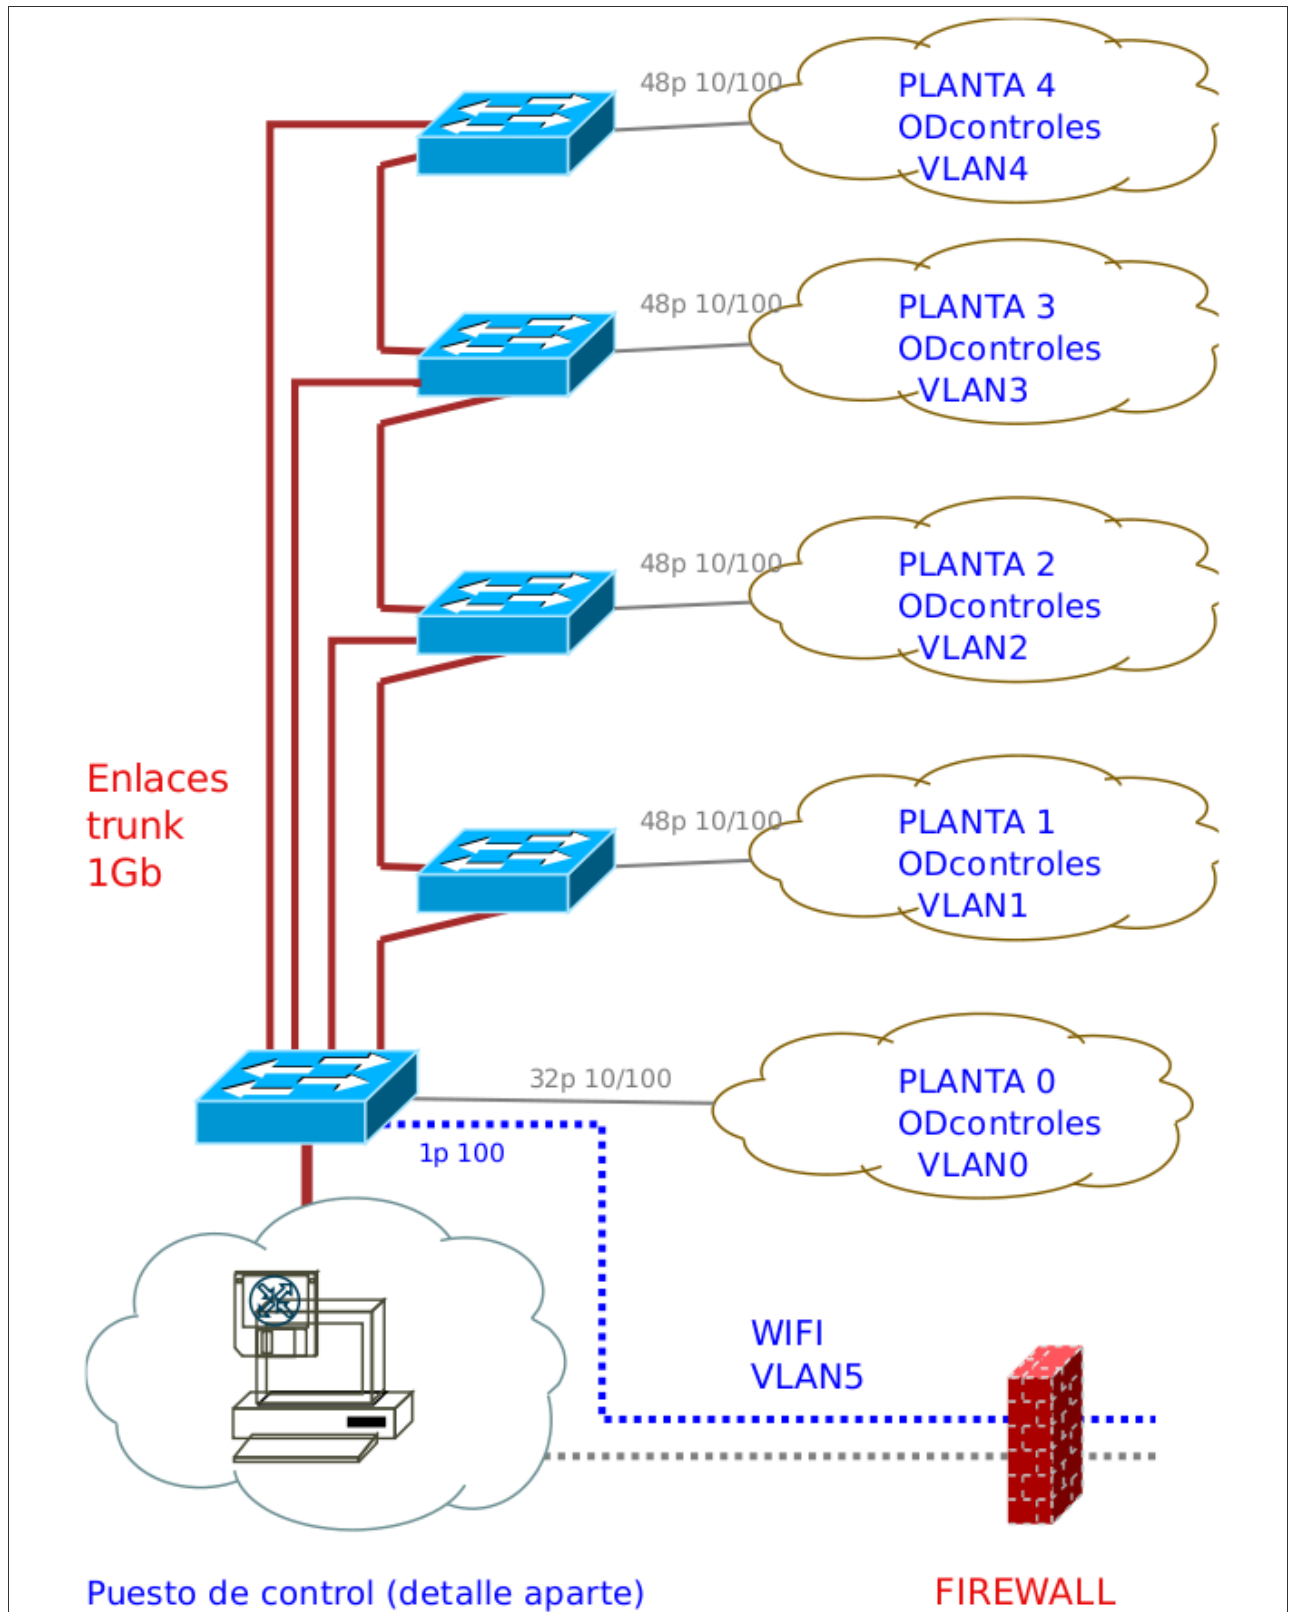 48p 10/100
PLANTA 4
ODcontroles
VLAN4
48p 10/100
PLANTA 3
ODcontroles
VLAN3
48p 10/100
PLANTA 2
ODcontroles
VLAN2
Enlaces
trunk
1Gb
48p 10/100
PLANTA 1
ODcontroles
VLAN1
32p 10/100
PLANTA 0
ODcontroles
VLAN0
1p 100
WIFI
VLAN5
Puesto de control (detalle aparte)
FIREWALL